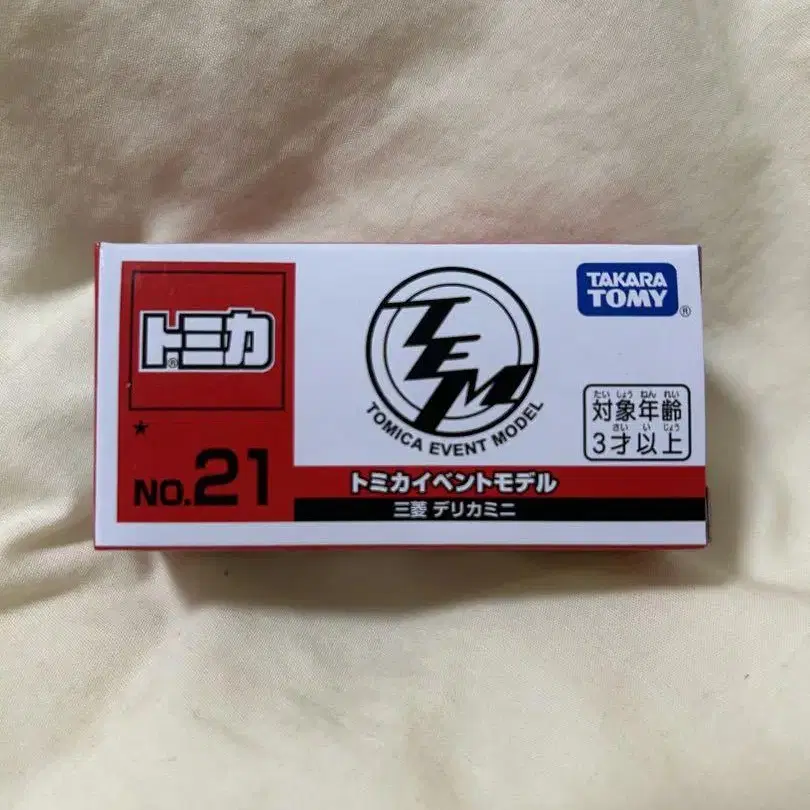 トミカ
®
★
NO.21
TEM
TOMICA EVENT MODEL
トミカイベントモデル
三菱 デリカミニ
TAKARA
TOMY
®
たいしょうねんれい
対象年齢
さいいじょう
3才以上